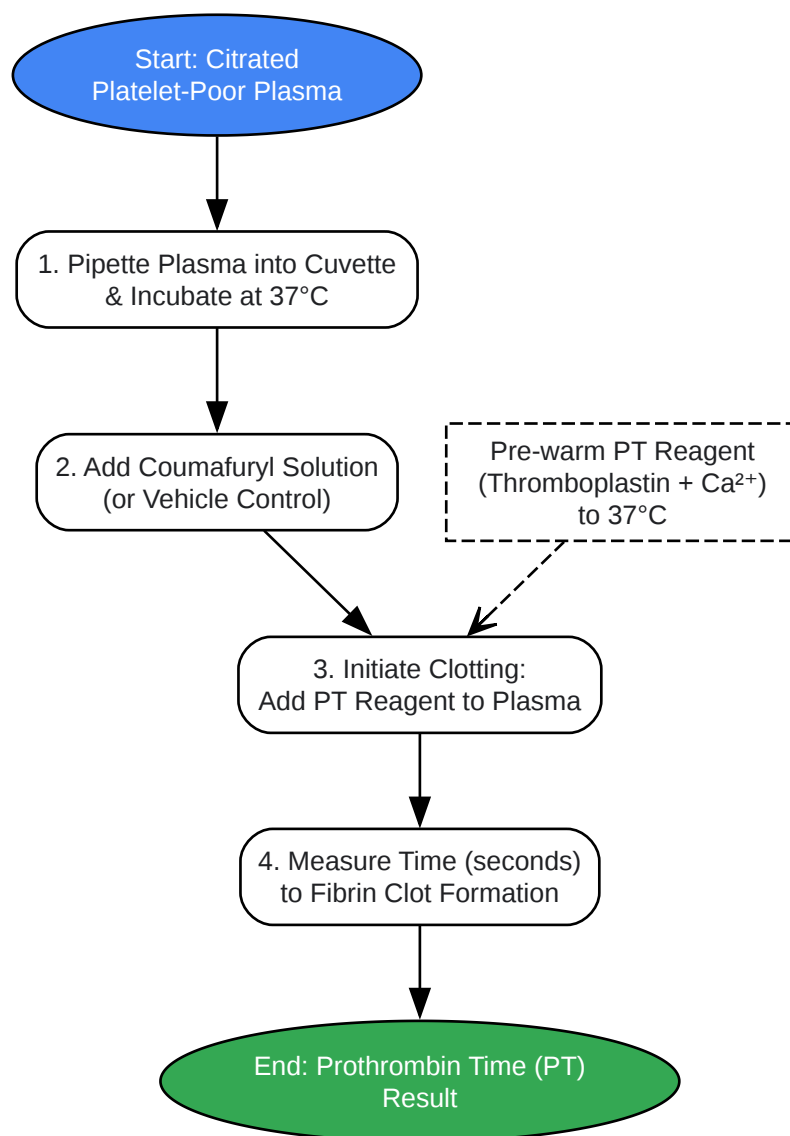 Start: Citrated
Platelet-Poor Plasma
1. Pipette Plasma into Cuvette
& Incubate at 37°C
2. Add Coumafuryl Solution
(or Vehicle Control)
Pre-warm PT Reagent
(Thromboplastin + Ca²⁺)
to 37°C
3. Initiate Clotting:
Add PT Reagent to Plasma
4. Measure Time (seconds)
to Fibrin Clot Formation
End: Prothrombin Time (PT)
Result